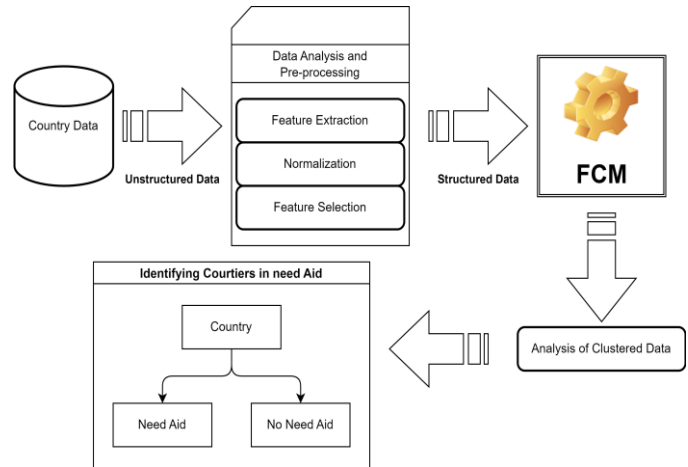 Country Data
Unstructured Data
Data Analysis and
Pre-processing
Feature Extraction
Normalization
Feature Selection
Structured Data
FCM
Analysis of Clustered Data
Identifying Courtiers in need Aid
Country
Need Aid
No Need Aid